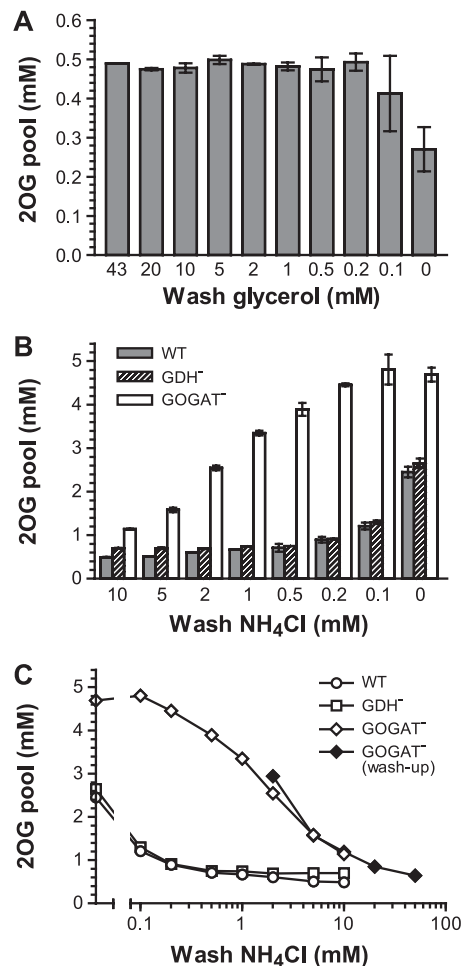 A
2OG pool (mM)
0.6
0.5
0.4
0.3
0.2
0.1
0.0
43 20 10 5 2 1 0.5 0.2 0.1 0
Wash glycerol (mM)
B
WT
GDH⁻
GOGAT⁻
2OG pool (mM)
5
4
3
2
1
0
10 5 2 1 0.5 0.2 0.1 0
Wash NH₄Cl (mM)
C
WT
GDH⁻
GOGAT⁻
GOGAT⁻
(wash-up)
2OG pool (mM)
5
4
3
2
1
0
0.1 1 10 100
Wash NH₄Cl (mM)